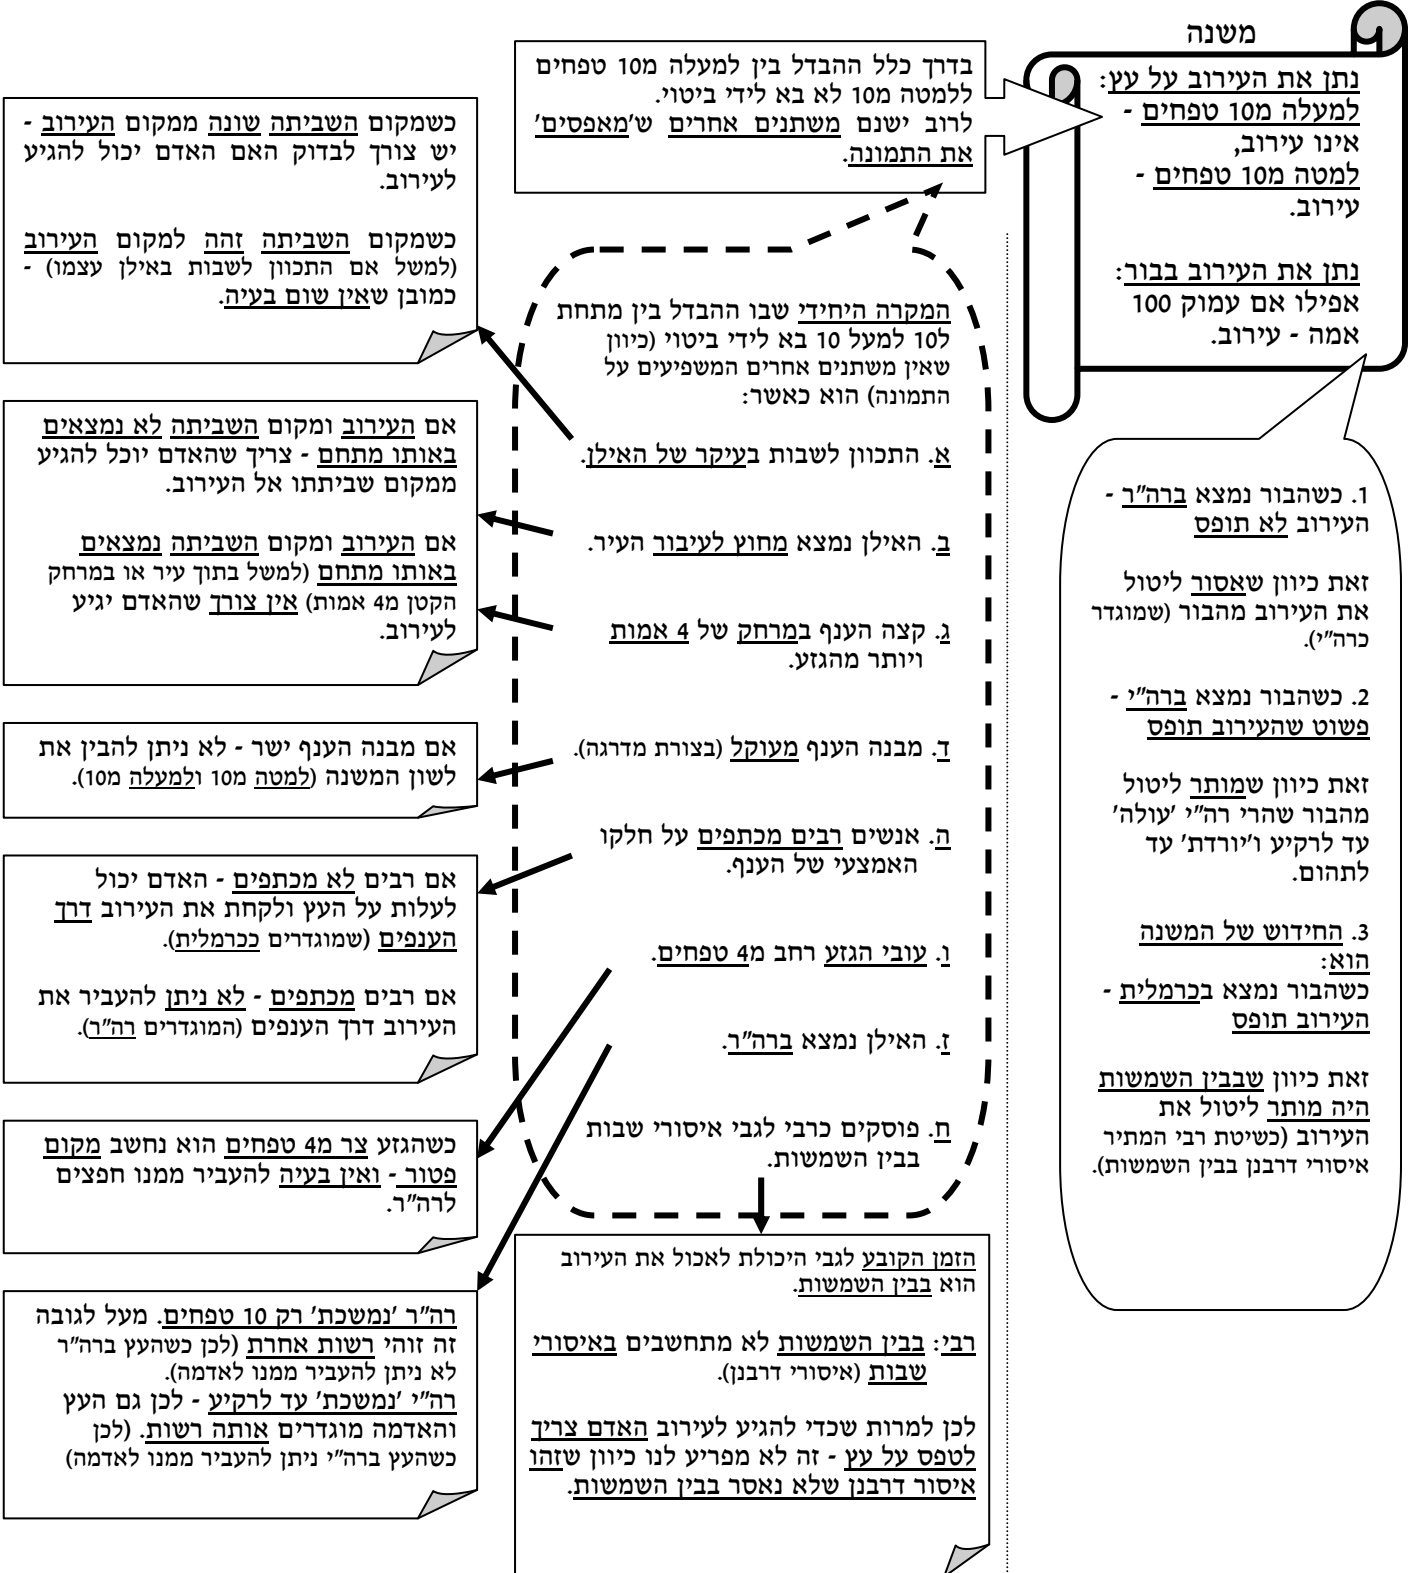 משנה
נתן את העירוב על עץ:
למעלה מ10 טפחים -
אינו עירוב,
למטה מ10 טפחים -
עירוב.
נתן את העירוב בבור:
אפילו אם עמוק 100
אמה - עירוב.
1. כשהבור נמצא ברה"ר -
העירוב לא תופס
זאת כיוון שאסור ליטול
את העירוב מהבור (שמוגדר
כרה"י).
2. כשהבור נמצא ברה"י -
פשוט שהעירוב תופס
זאת כיוון שמותר ליטול
מהבור שהרי רה"י 'עולה'
עד לרקיע ו'יורדת' עד
לתהום.
3. החידוש של המשנה
הוא:
כשהבור נמצא בכרמלית -
העירוב תופס
זאת כיוון שבבין השמשות
היה מותר ליטול את
העירוב (כשיטת רבי המתיר
איסורי דרבנן בבין השמשות).
בדרך כלל ההבדל בין למעלה מ10 טפחים
ללמטה מ10 לא בא לידי ביטוי.
לרוב ישנם משתנים אחרים ש'מאפסים'
את התמונה.
המקרה היחידי שבו ההבדל בין מתחת
ל10 למעל 10 בא לידי ביטוי (כיוון
שאין משתנים אחרים המשפיעים על
התמונה) הוא כאשר:
א. התכוון לשבות בעיקר של האילן.
ב. האילן נמצא מחוץ לעיבור העיר.
ג. קצה הענף במרחק של 4 אמות
ויותר מהגזע.
ד. מבנה הענף מעוקל (בצורת מדרגה).
ה. אנשים רבים מכתפים על חלקו
האמצעי של הענף.
ו. עובי הגזע רחב מ4 טפחים.
ז. האילן נמצא ברה"ר.
ח. פוסקים כרבי לגבי איסורי שבות
בבין השמשות.
הזמן הקובע לגבי היכולת לאכול את העירוב
הוא בבין השמשות.
רבי: בבין השמשות לא מתחשבים באיסורי
שבות (איסורי דרבנן).
לכן למרות שכדי להגיע לעירוב האדם צריך
לטפס על עץ - זה לא מפריע לנו כיוון שזהו
איסור דרבנן שלא נאסר בבין השמשות.
כשמקום השביתה שונה ממקום העירוב -
יש צורך לבדוק האם האדם יכול להגיע
לעירוב.
כשמקום השביתה זהה למקום העירוב
(למשל אם התכוון לשבות באילן עצמו) -
כמובן שאין שום בעיה.
אם העירוב ומקום השביתה לא נמצאים
באותו מתחם - צריך שהאדם יוכל להגיע
ממקום שביתתו אל העירוב.
אם העירוב ומקום השביתה נמצאים
באותו מתחם (למשל בתוך עיר או במרחק
הקטן מ4 אמות) אין צורך שהאדם יגיע
לעירוב.
אם מבנה הענף ישר - לא ניתן להבין את
לשון המשנה (למטה מ10 ולמעלה מ10).
אם רבים לא מכתפים - האדם יכול
לעלות על העץ ולקחת את העירוב דרך
הענפים (שמוגדרים ככרמלית).
אם רבים מכתפים - לא ניתן להעביר את
העירוב דרך הענפים (המוגדרים רה"ר).
כשהגזע צר מ4 טפחים הוא נחשב מקום
פטור - ואין בעיה להעביר ממנו חפצים
לרה"ר.
רה"ר 'נמשכת' רק 10 טפחים. מעל לגובה
זה זוהי רשות אחרת (לכן כשהעץ ברה"ר
לא ניתן להעביר ממנו לאדמה).
רה"י 'נמשכת' עד לרקיע - לכן גם העץ
והאדמה מוגדרים אותה רשות. (לכן
כשהעץ ברה"י ניתן להעביר ממנו לאדמה)